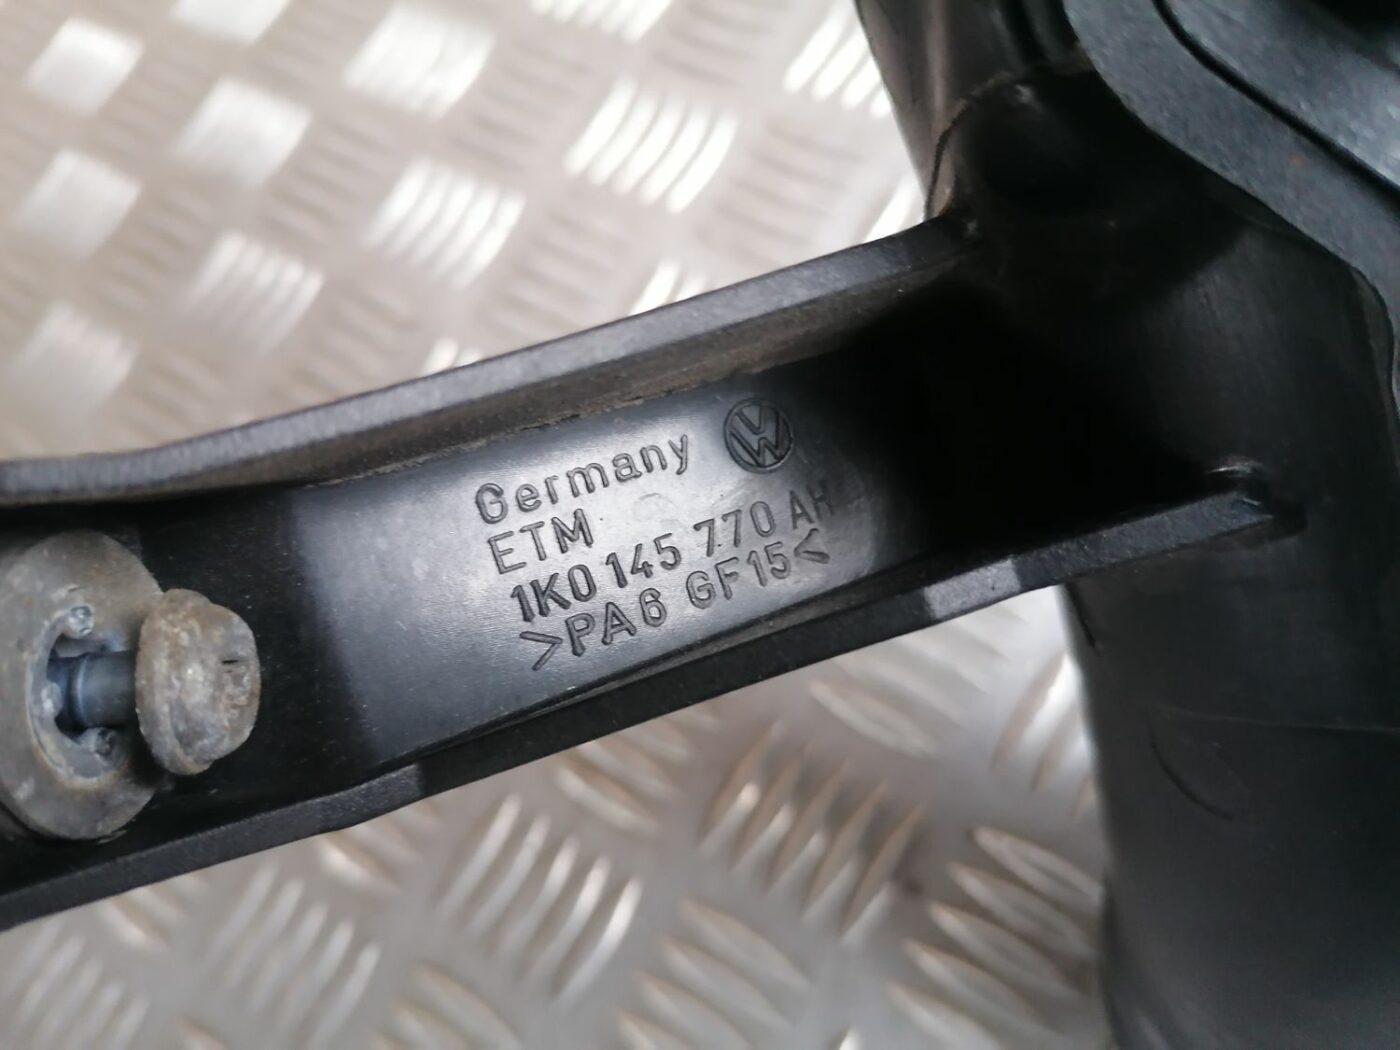 Germany
ETM
1K0 145 770 AH
>PA6 GF15<